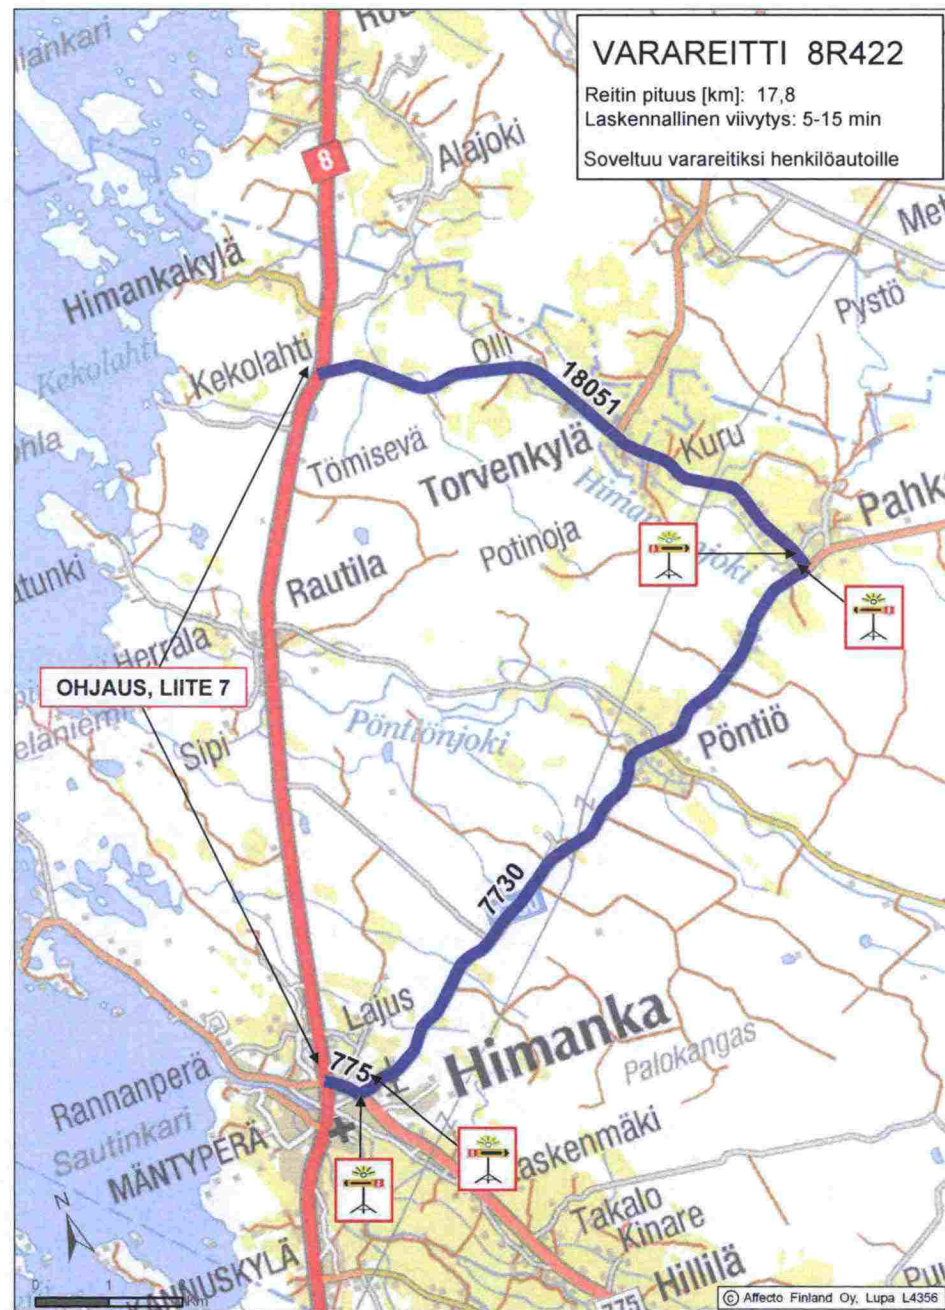 VARAREITTI 8R422
Reitin pituus [km]: 17,8
Laskennallinen viivytys: 5-15 min
Soveltuu varareitiksi henkilöautoille
8
Alajoki
Himankakylä
Pystö
Kekolahti
Kekolahti
Olli
18051
Tömisevä
Torvenkylä
Kuru
Potinoja
Rautila
Herrala
OHJAUS, LIITE 7
Sipi
Pöntiönjoki
Pöntiö
7730
Lajus
775
Himanka
Palokangas
Rannanperä
Sautinkari
MÄNTYPERÄ
Takalo
Kinare
Hillilä
775
N
0 1
© Affecto Finland Oy, Lupa L4356